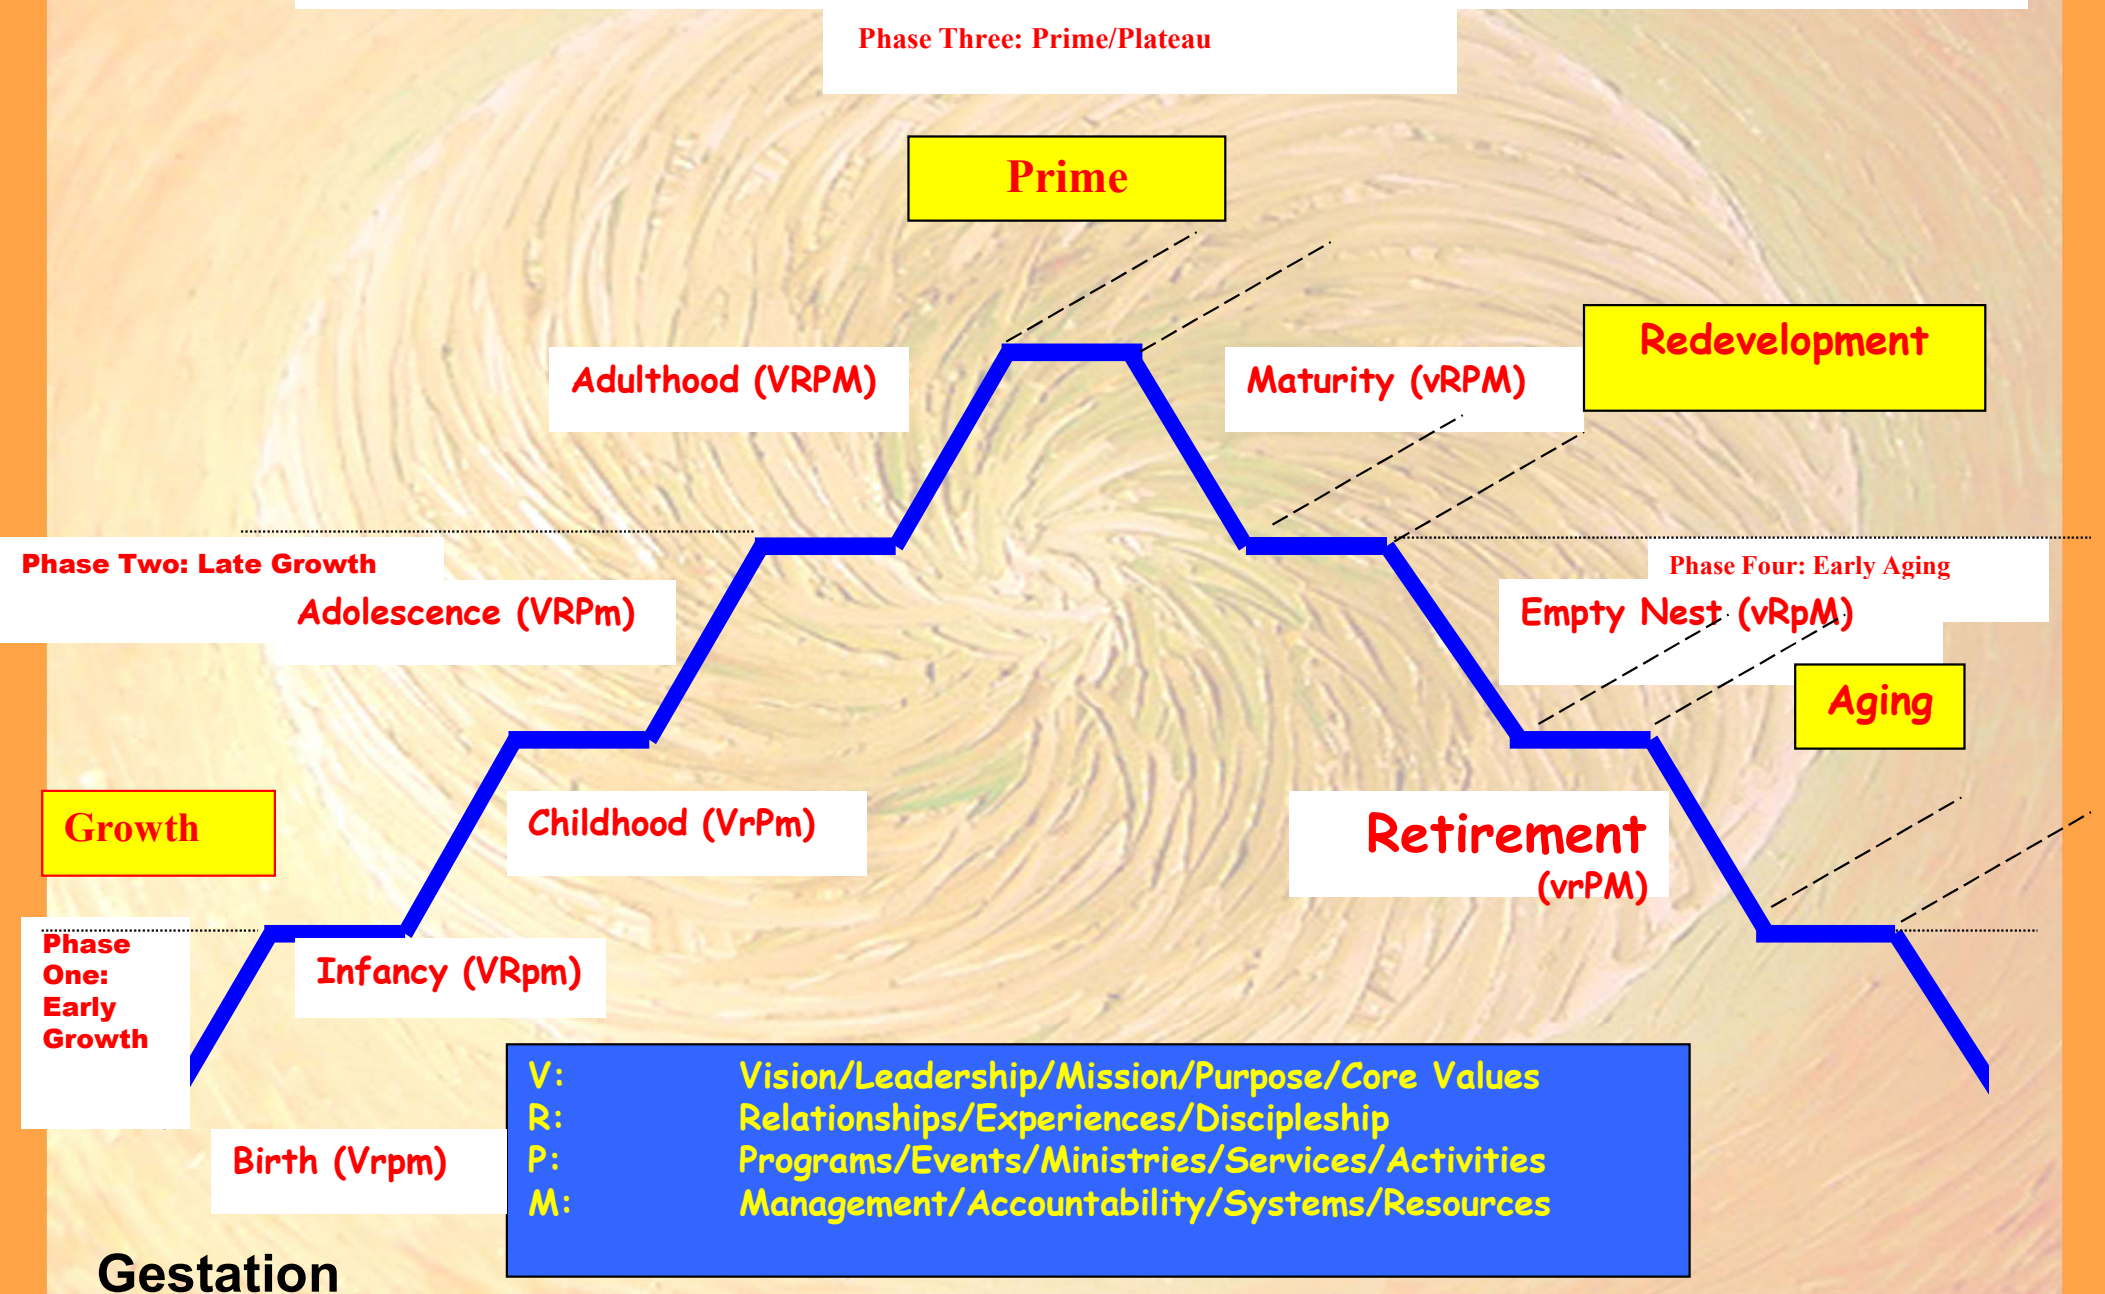 Phase Three: Prime/Plateau
Prime
Redevelopment
Adulthood (VRPM)
Maturity (vRPM)
Phase Two: Late Growth
Phase Four: Early Aging
Adolescence (VRPm)
Empty Nest (vRpM)
Aging
Growth
Childhood (VrPm)
Retirement
(vrPM)
Phase
One:
Early
Growth
Infancy (VRpm)
V: Vision/Leadership/Mission/Purpose/Core Values
R: Relationships/Experiences/Discipleship
P: Programs/Events/Ministries/Services/Activities
M: Management/Accountability/Systems/Resources
Birth (Vrpm)
Gestation